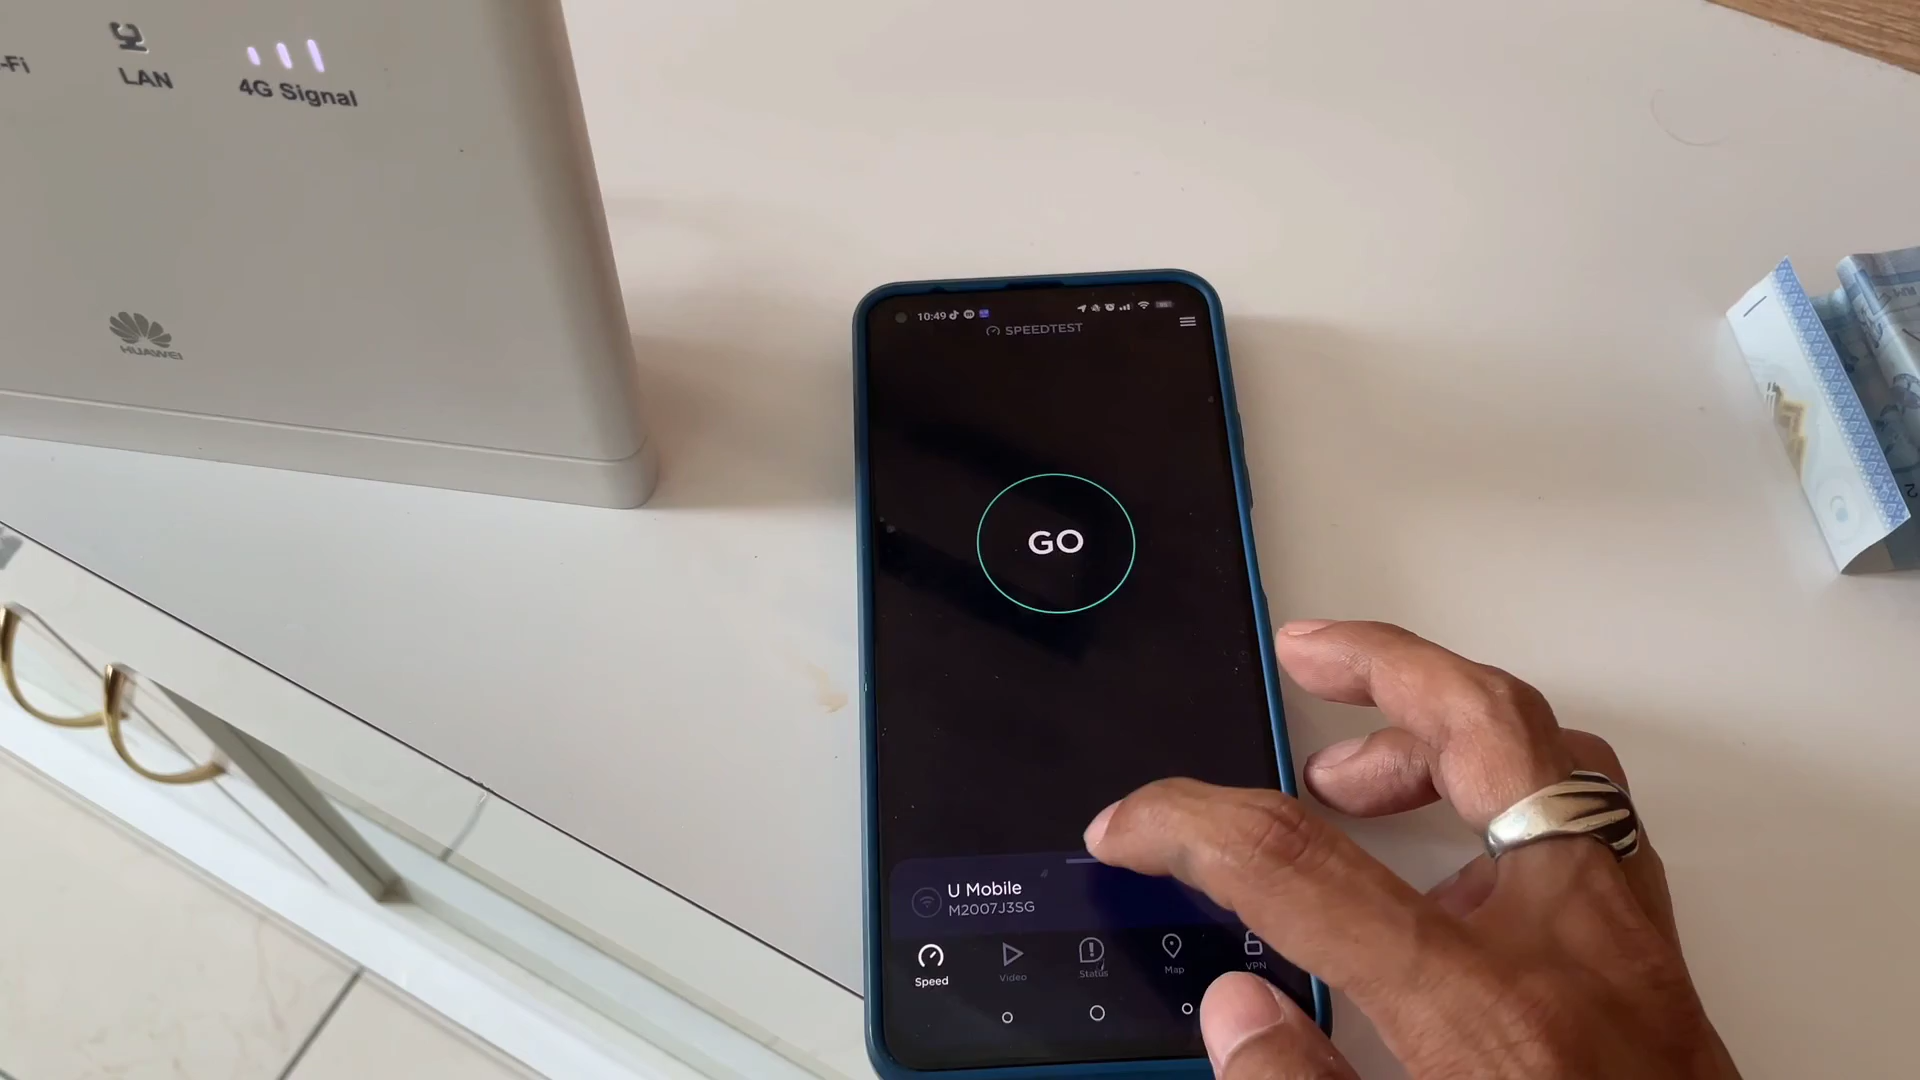 -Fi
LAN
4G Signal
HUAWEI
10:49
SPEEDTEST
GO
U Mobile
M2007J3SG
Speed
Video
Status
Map
VPN